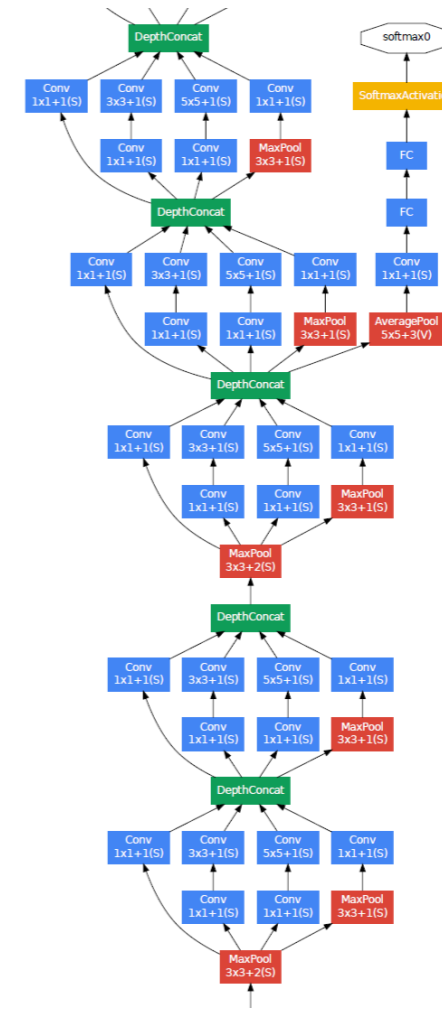 softmax0
DepthConcat
Conv
1x1+1(S)
Conv
3x3+1(S)
Conv
5x5+1(S)
Conv
1x1+1(S)
SoftmaxActivati
Conv
1x1+1(S)
Conv
1x1+1(S)
MaxPool
3x3+1(S)
FC
DepthConcat
FC
Conv
1x1+1(S)
Conv
3x3+1(S)
Conv
5x5+1(S)
Conv
1x1+1(S)
Conv
1x1+1(S)
Conv
1x1+1(S)
Conv
1x1+1(S)
MaxPool
3x3+1(S)
AveragePool
5x5+3(V)
DepthConcat
Conv
1x1+1(S)
Conv
3x3+1(S)
Conv
5x5+1(S)
Conv
1x1+1(S)
Conv
1x1+1(S)
Conv
1x1+1(S)
MaxPool
3x3+1(S)
MaxPool
3x3+2(S)
DepthConcat
Conv
1x1+1(S)
Conv
3x3+1(S)
Conv
5x5+1(S)
Conv
1x1+1(S)
Conv
1x1+1(S)
Conv
1x1+1(S)
MaxPool
3x3+1(S)
DepthConcat
Conv
1x1+1(S)
Conv
3x3+1(S)
Conv
5x5+1(S)
Conv
1x1+1(S)
Conv
1x1+1(S)
Conv
1x1+1(S)
MaxPool
3x3+1(S)
MaxPool
3x3+2(S)